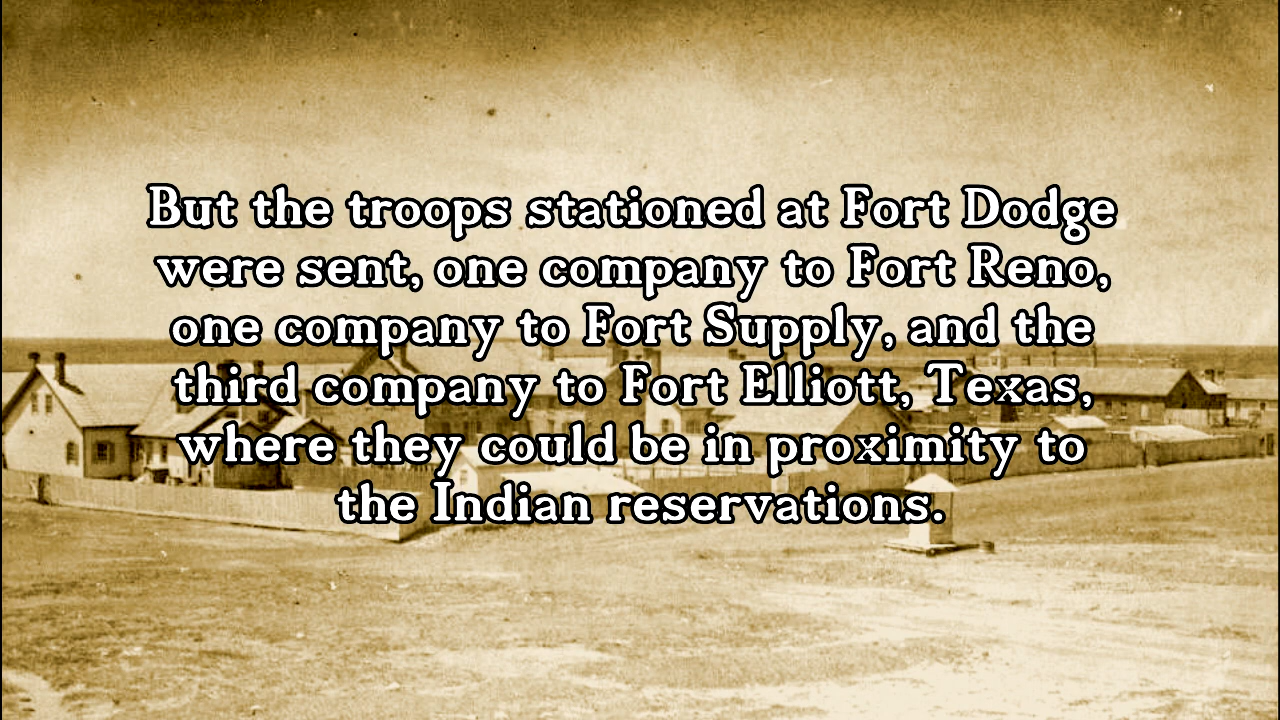 But the troops stationed at Fort Dodge
were sent, one company to Fort Reno,
one company to Fort Supply, and the
third company to Fort Elliott, Texas,
where they could be in proximity to
the Indian reservations.